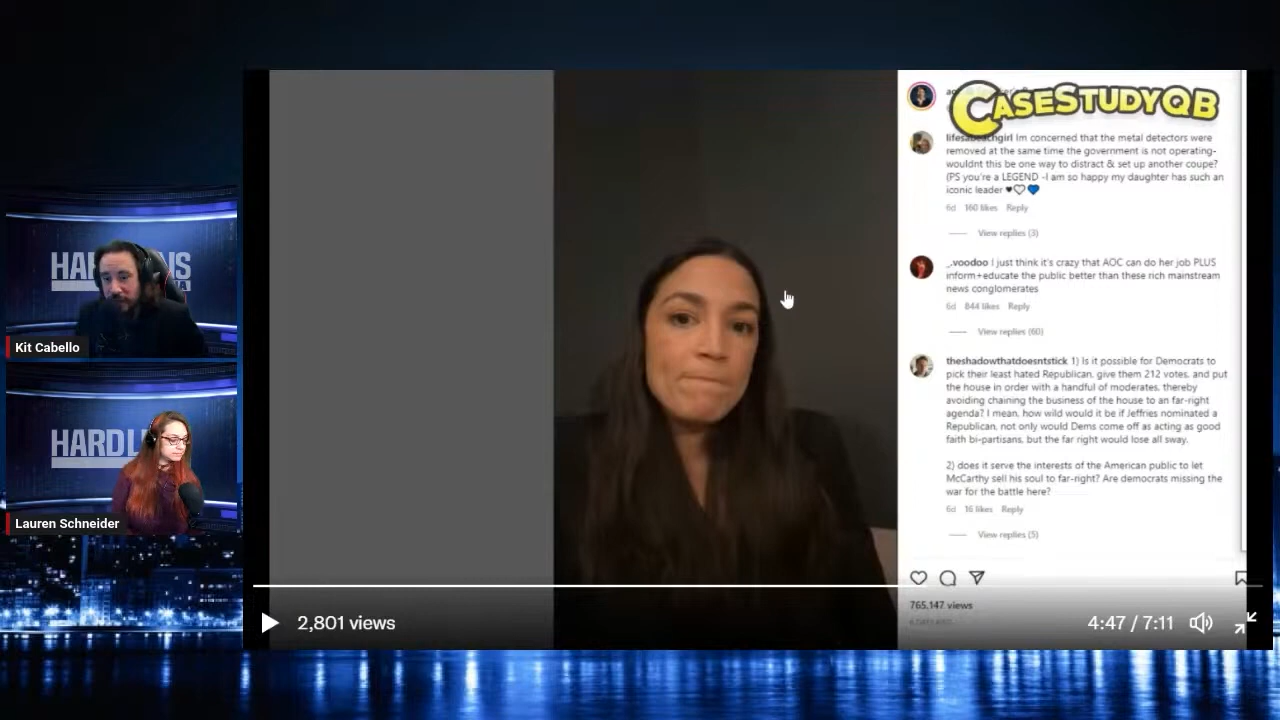 CASESTUDYQB
lifesabeachgirl Im concerned that the metal detectors were
removed at the same time the government is not operating-
wouldnt this be one way to distract & set up another coupe?
(PS you're a LEGEND -I am so happy my daughter has such an
iconic leader ♥🤍💙
6d 160 likes Reply
View replies (3)
_.voodoo I just think it's crazy that AOC can do her job PLUS
inform+educate the public better than these rich mainstream
news conglomerates
6d 844 likes Reply
View replies (60)
theshadowthatdoesntstick 1) Is it possible for Democrats to
pick their least hated Republican, give them 212 votes, and put
the house in order with a handful of moderates, thereby
avoiding chaining the business of the house to an far-right
agenda? I mean, how wild would it be if Jeffries nominated a
Republican, not only would Dems come off as acting as good
faith bi-partisans, but the far right would lose all sway.
2) does it serve the interests of the American public to let
McCarthy sell his soul to far-right? Are democrats missing the
war for the battle here?
6d 16 likes Reply
View replies (5)
765,147 views
2,801 views
4:47 / 7:11
HARD NS
Kit Cabello
HARDL
Lauren Schneider